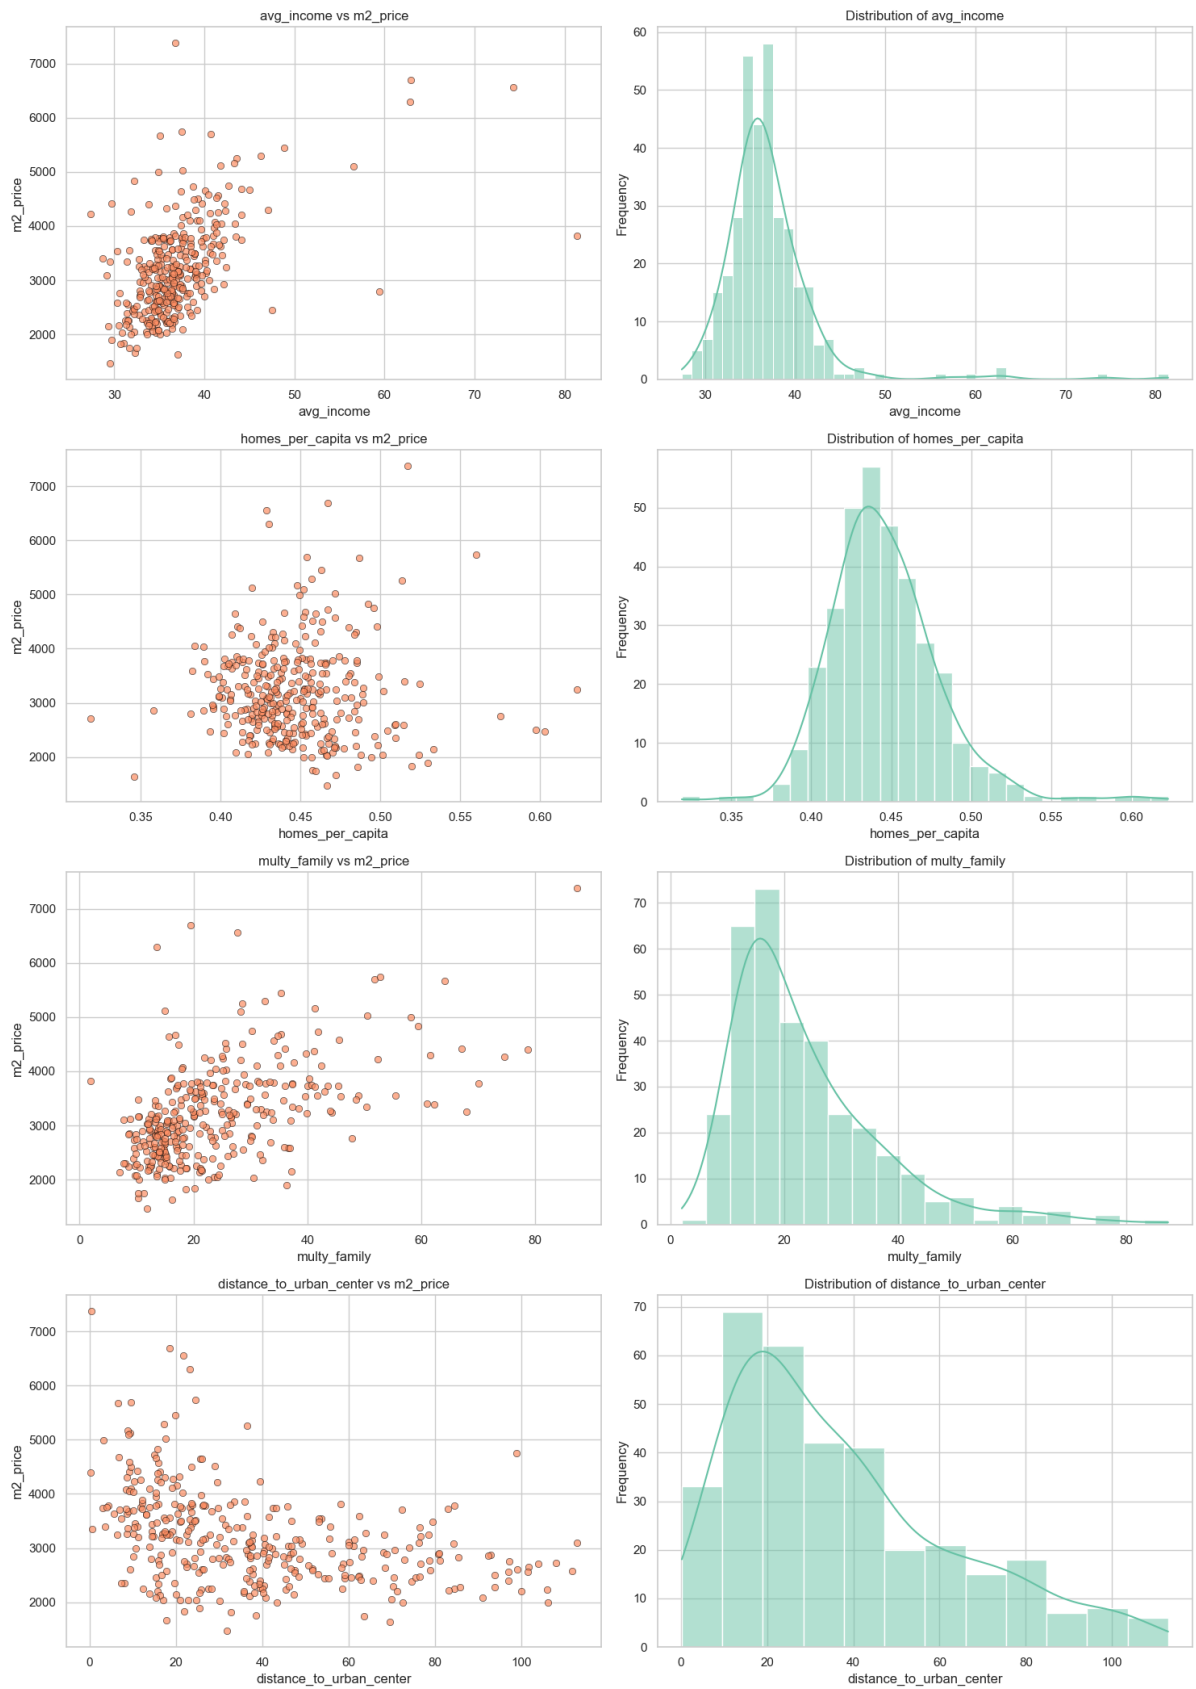 avg_income vs m2_price
7000
6000
5000
4000
3000
2000
m2_price
30 40 50 60 70 80
avg_income
Distribution of avg_income
60
50
40
30
20
10
0
Frequency
30 40 50 60 70 80
avg_income
homes_per_capita vs m2_price
7000
6000
5000
4000
3000
2000
m2_price
0.35 0.40 0.45 0.50 0.55 0.60
homes_per_capita
Distribution of homes_per_capita
50
40
30
20
10
0
Frequency
0.35 0.40 0.45 0.50 0.55 0.60
homes_per_capita
multy_family vs m2_price
7000
6000
5000
4000
3000
2000
m2_price
0 20 40 60 80
multy_family
Distribution of multy_family
70
60
50
40
30
20
10
0
Frequency
0 20 40 60 80
multy_family
distance_to_urban_center vs m2_price
7000
6000
5000
4000
3000
2000
m2_price
0 20 40 60 80 100
distance_to_urban_center
Distribution of distance_to_urban_center
70
60
50
40
30
20
10
0
Frequency
0 20 40 60 80 100
distance_to_urban_center